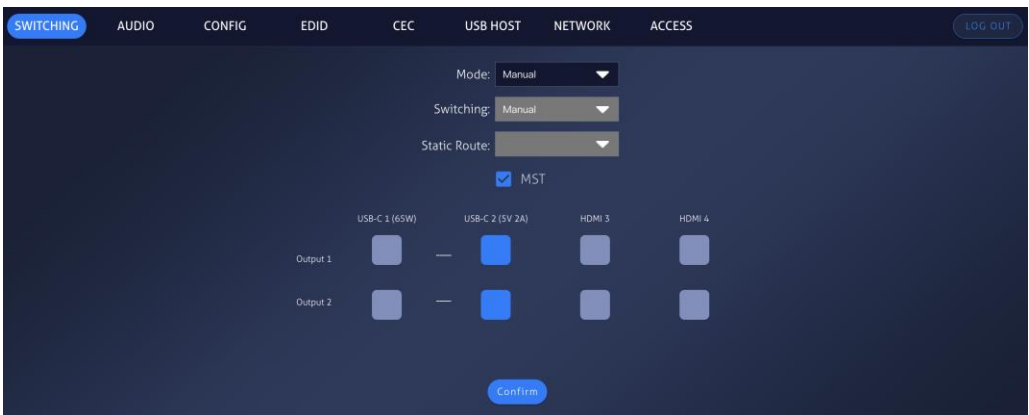 SWITCHING AUDIO CONFIG EDID CEC USB HOST NETWORK ACCESS LOG OUT
Mode: Manual
Switching: Manual
Static Route:
MST
USB-C 1 (65W) USB-C 2 (5V 2A) HDMI 3 HDMI 4
Output 1
Output 2
Confirm